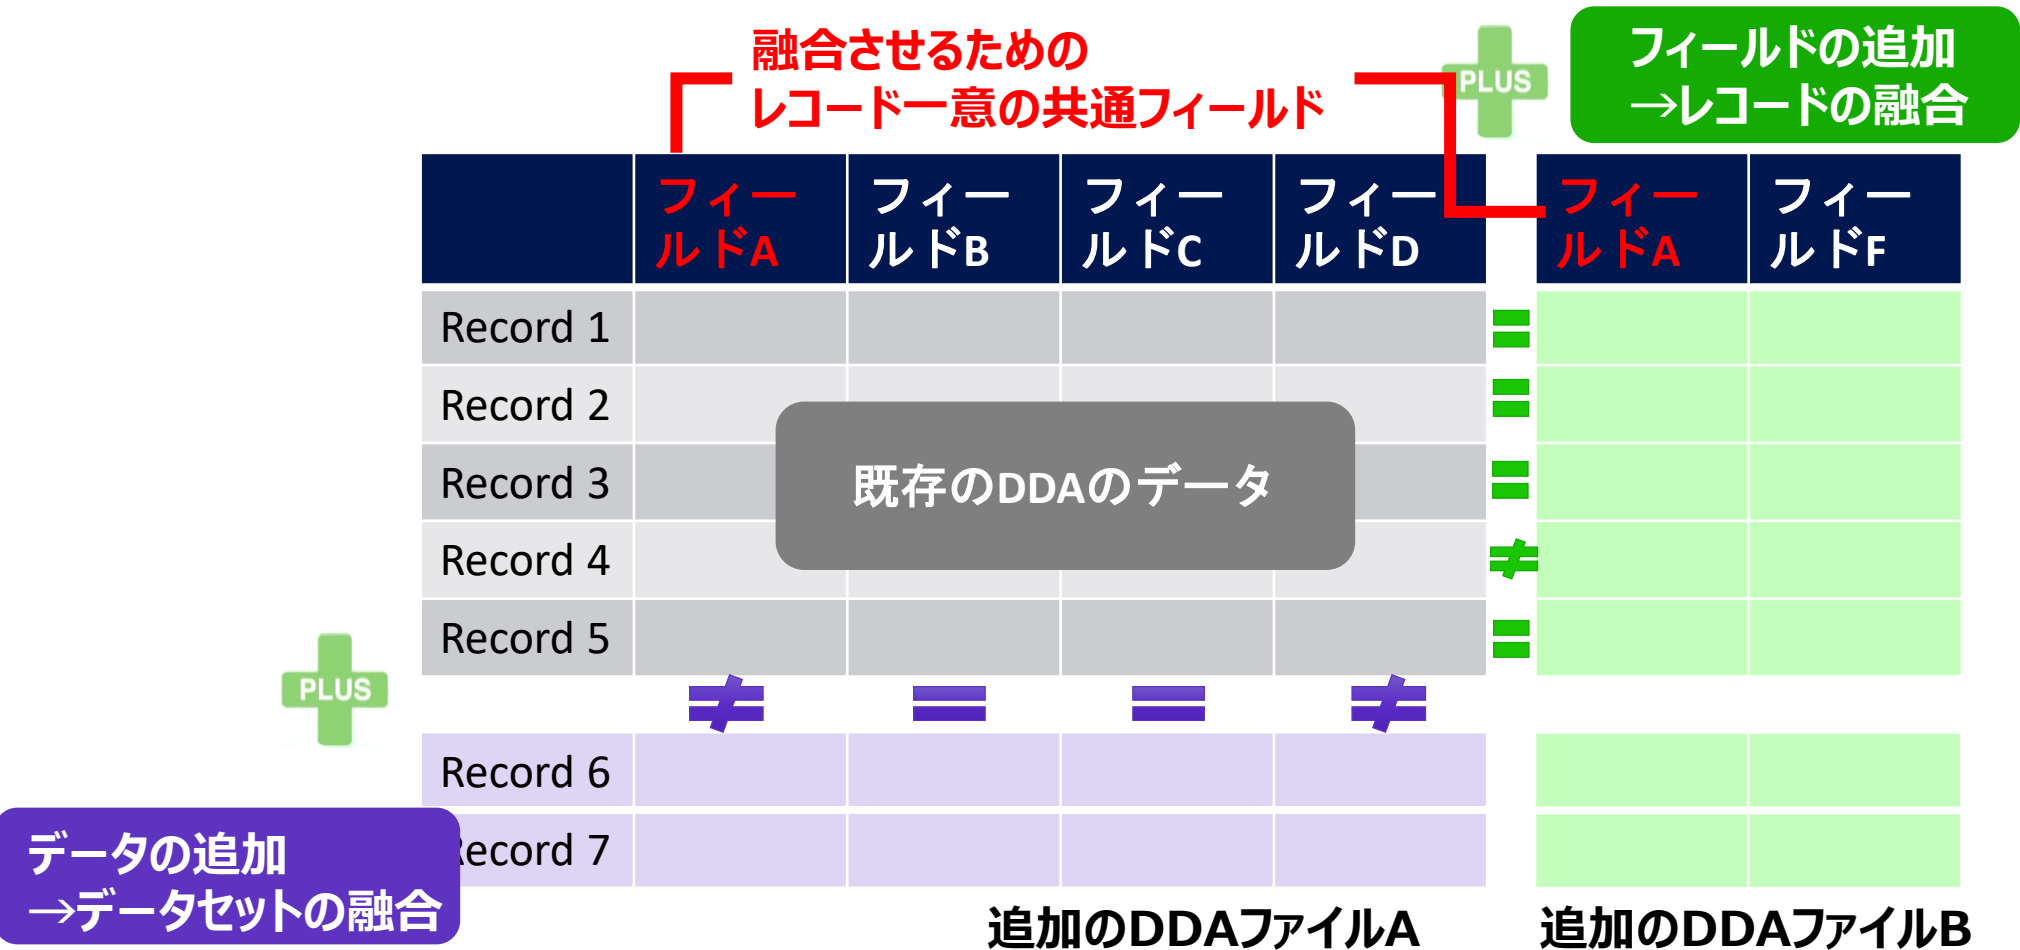 融合させるための
レコード一意の共通フィールド
PLUS
フィールドの追加
→レコードの融合
フィー
ルドA
フィー
ルドB
フィー
ルドC
フィー
ルドD
フィー
ルドA
フィー
ルドF
Record 1
Record 2
Record 3
既存のDDAのデータ
Record 4
Record 5
PLUS
Record 6
Record 7
データの追加
→データセットの融合
追加のDDAファイルA
追加のDDAファイルB